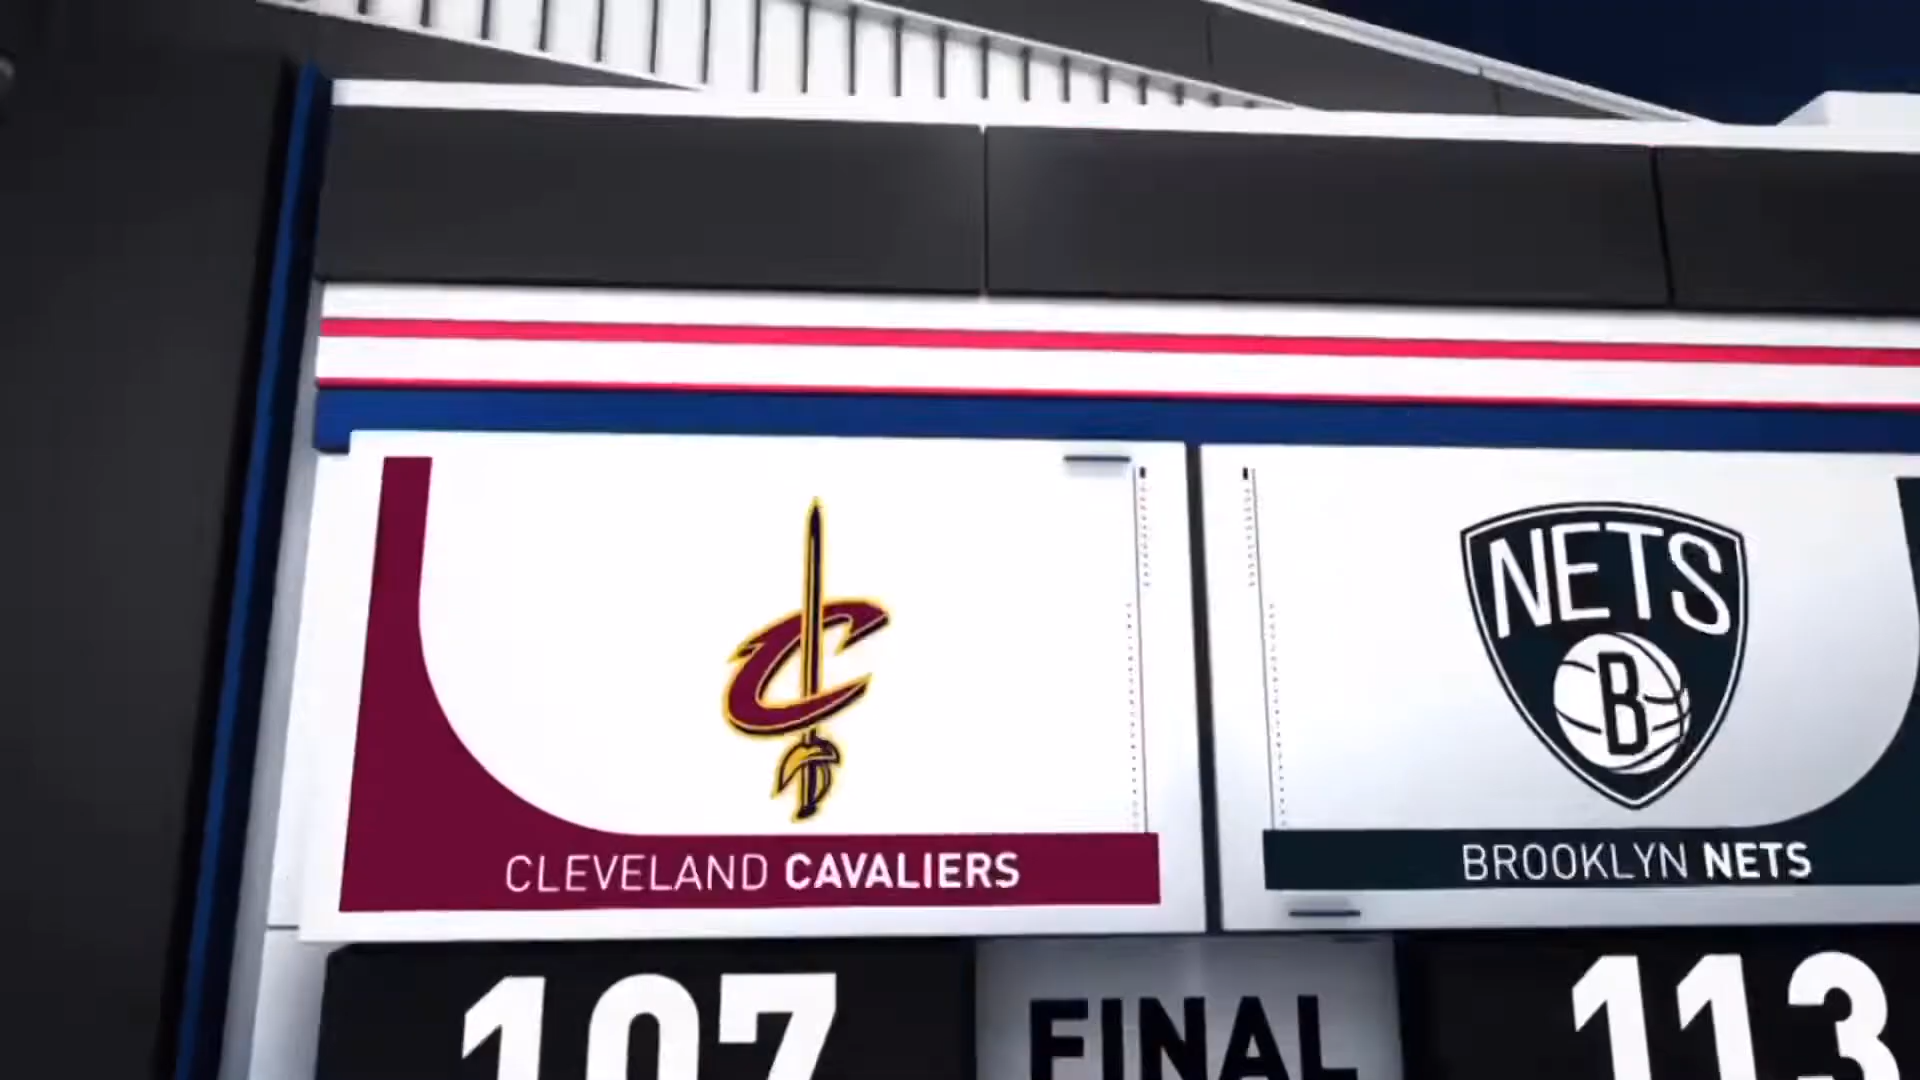 NETS
B
CLEVELAND CAVALIERS
BROOKLYN NETS
107
FINAL
113